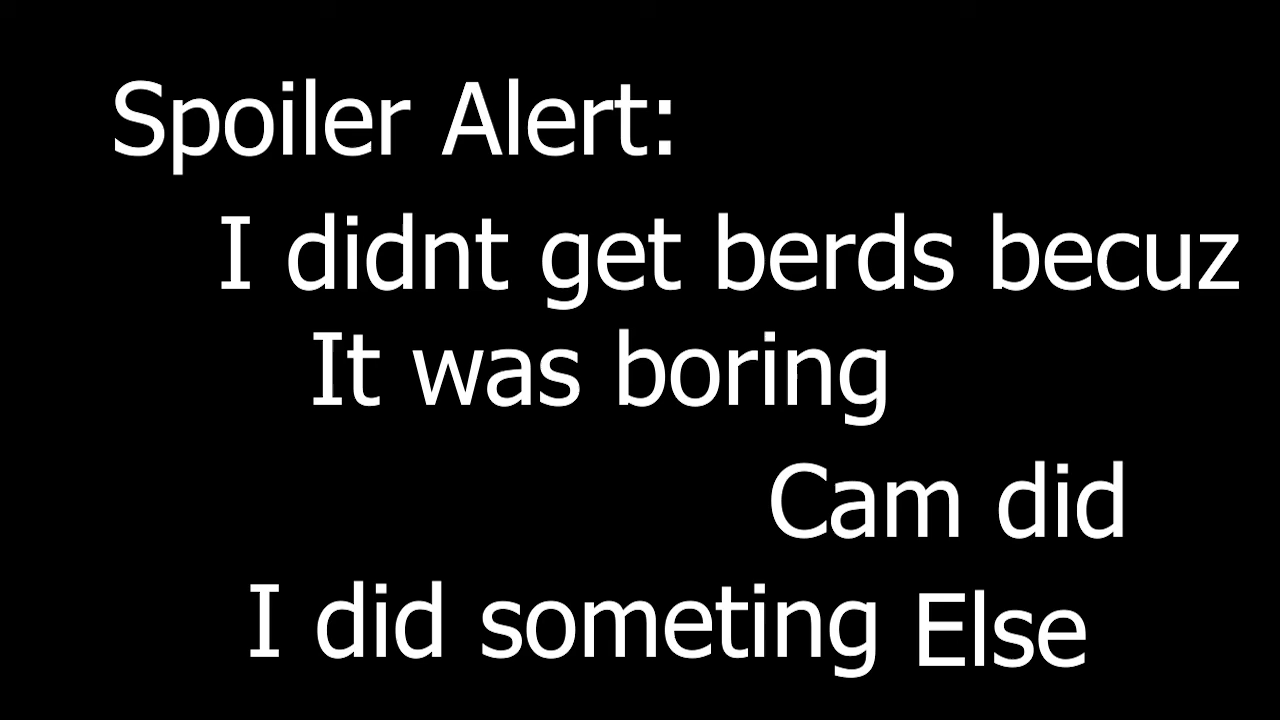 Spoiler Alert:
I didnt get berds becuz
It was boring
Cam did
I did someting Else